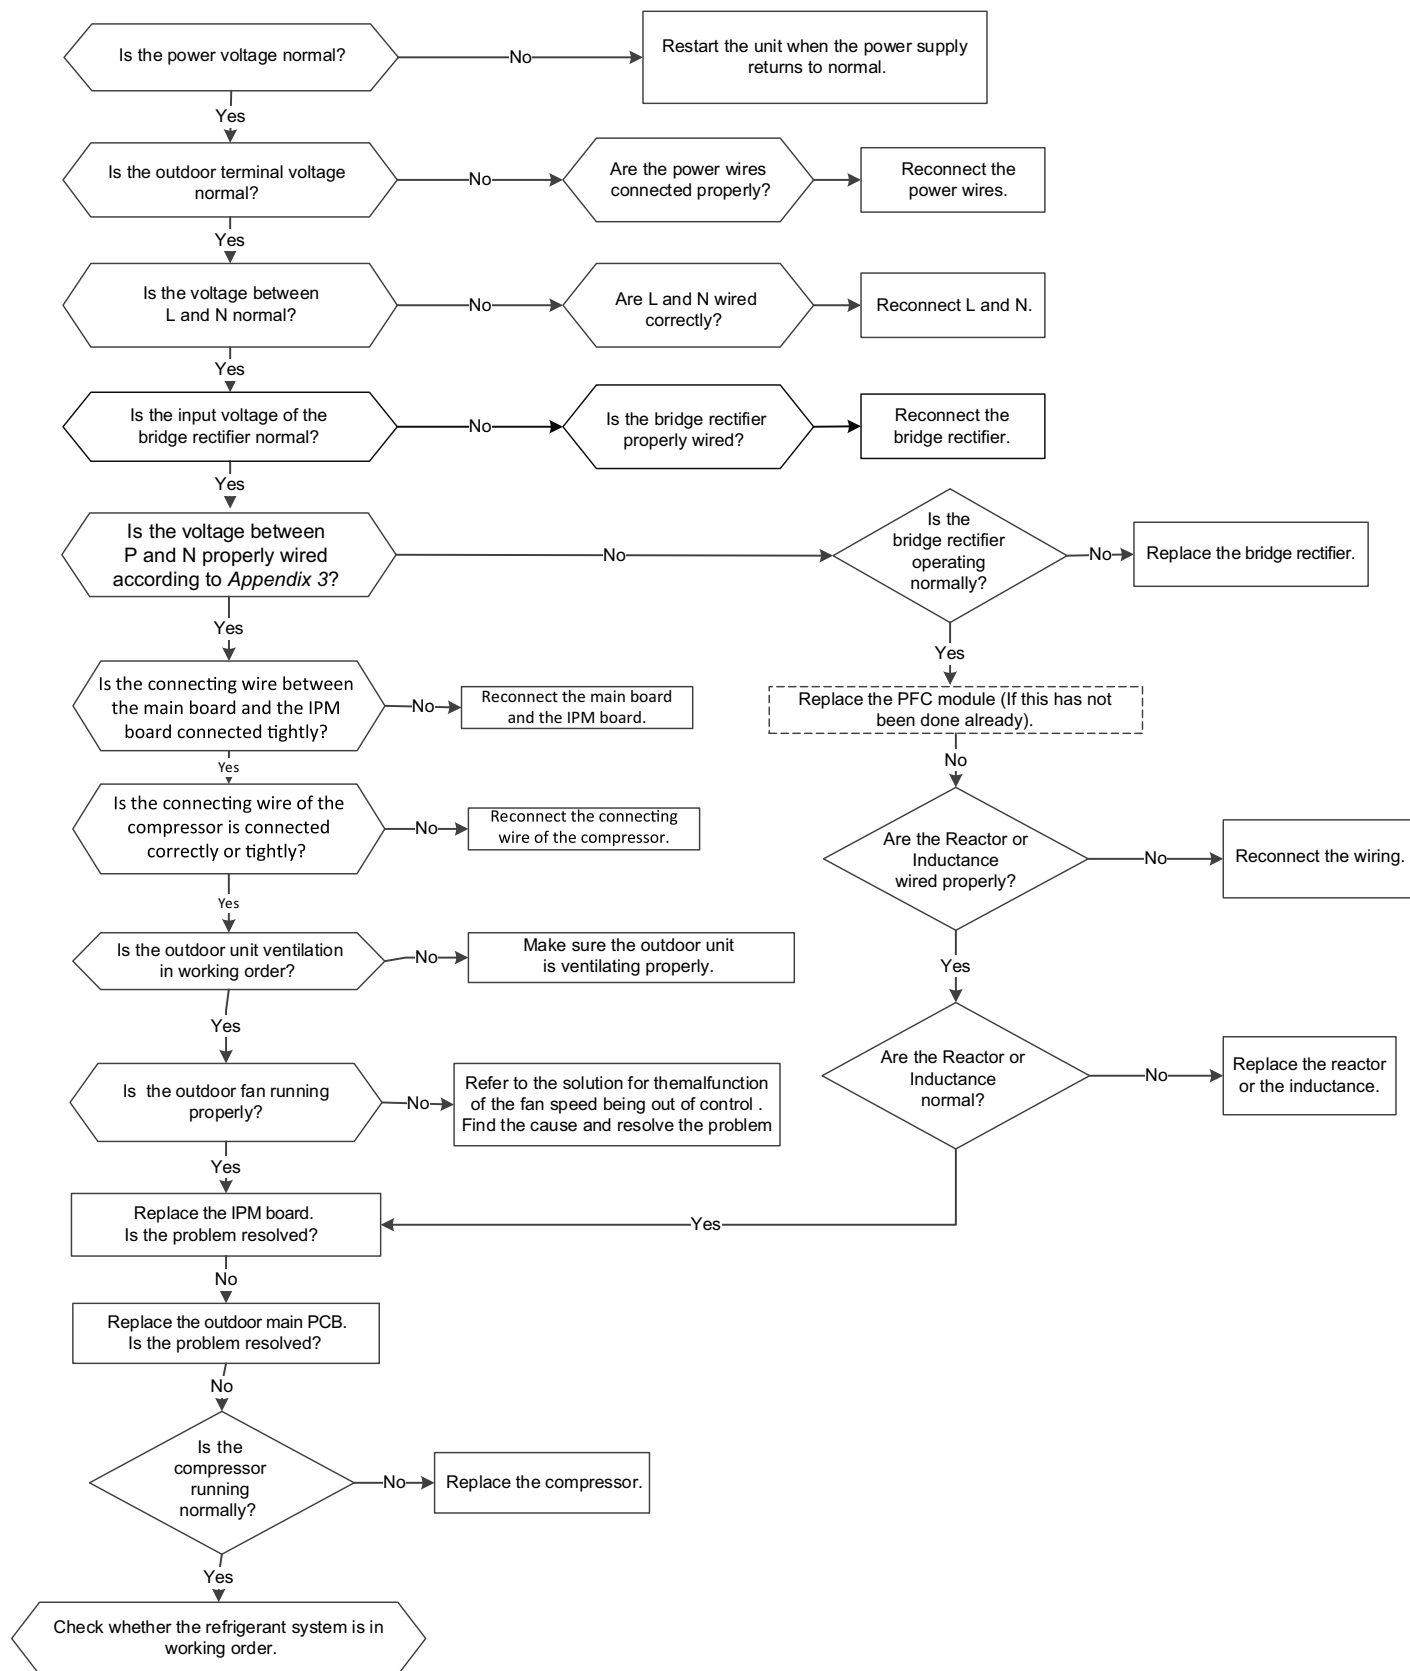 Is the power voltage normal?
No
Restart the unit when the power supply
returns to normal.
Yes
Is the outdoor terminal voltage
normal?
No
Are the power wires
connected properly?
Reconnect the
power wires.
Yes
Is the voltage between
L and N normal?
No
Are L and N wired
correctly?
Reconnect L and N.
Yes
Is the input voltage of the
bridge rectifier normal?
No
Is the bridge rectifier
properly wired?
Reconnect the
bridge rectifier.
Yes
Is the voltage between
P and N properly wired
according to Appendix 3?
No
Is the
bridge rectifier
operating
normally?
No
Replace the bridge rectifier.
Yes
Yes
Is the connecting wire between
the main board and the IPM
board connected tightly?
No
Reconnect the main board
and the IPM board.
Replace the PFC module (If this has not
been done already).
Yes
No
Is the connecting wire of the
compressor is connected
correctly or tightly?
No
Reconnect the connecting
wire of the compressor.
Are the Reactor or
Inductance
wired properly?
No
Reconnect the wiring.
Yes
Is the outdoor unit ventilation
in working order?
No
Make sure the outdoor unit
is ventilating properly.
Yes
Yes
Is the outdoor fan running
properly?
No
Refer to the solution for themalfunction
of the fan speed being out of control .
Find the cause and resolve the problem
Are the Reactor or
Inductance
normal?
No
Replace the reactor
or the inductance.
Yes
Replace the IPM board.
Is the problem resolved?
Yes
No
Replace the outdoor main PCB.
Is the problem resolved?
No
Is the
compressor
running
normally?
No
Replace the compressor.
Yes
Check whether the refrigerant system is in
working order.